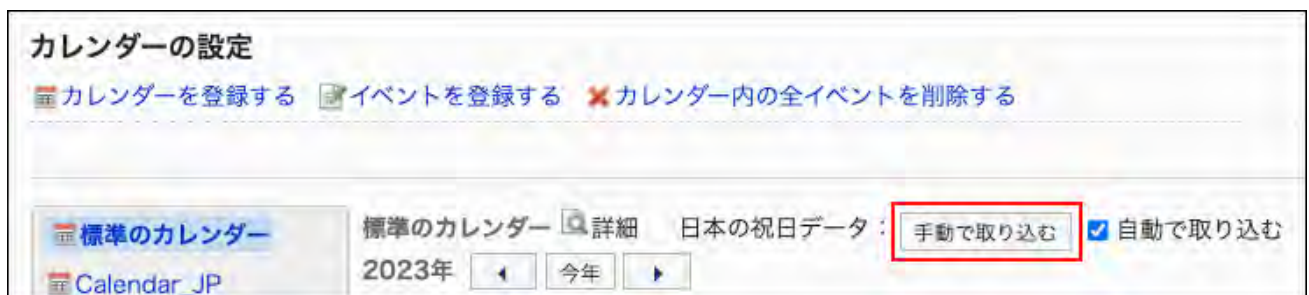 カレンダーの設定
カレンダーを登録する イベントを登録する カレンダー内の全イベントを削除する
標準のカレンダー 標準のカレンダー 詳細 日本の祝日データ： 手動で取り込む 自動で取り込む
Calendar_JP 2023年 今年